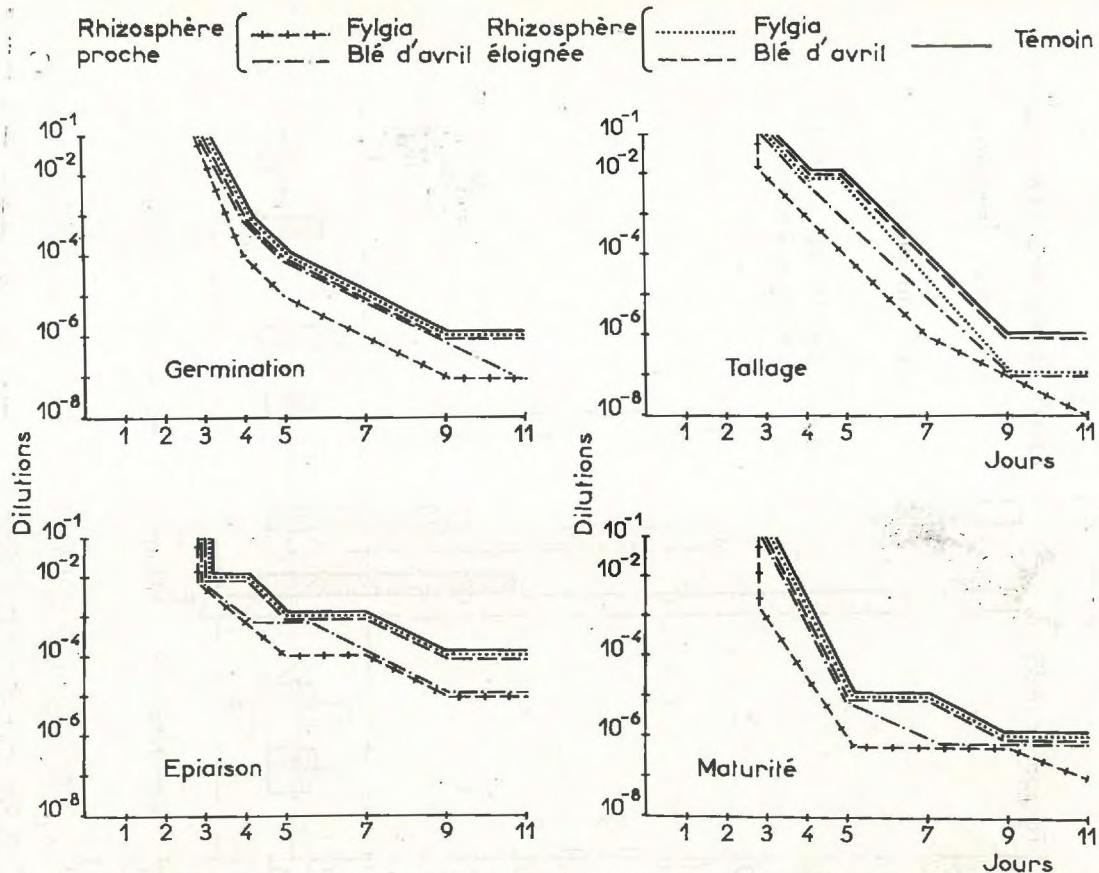 Rhizosphère proche
Fylgia
Blé d'avril
Rhizosphère éloignée
Fylgia
Blé d'avril
Témoin
10⁻¹
10⁻²
10⁻⁴
10⁻⁶
10⁻⁸
Germination
1 2 3 4 5 7 9 11
10⁻¹
10⁻²
10⁻⁴
10⁻⁶
10⁻⁸
Tallage
1 2 3 4 5 7 9 11
Jours
Dilutions
10⁻¹
10⁻²
10⁻⁴
10⁻⁶
10⁻⁸
Epiaison
1 2 3 4 5 7 9 11
Dilutions
10⁻¹
10⁻²
10⁻⁴
10⁻⁶
10⁻⁸
Maturité
1 2 3 4 5 7 9 11
Jours